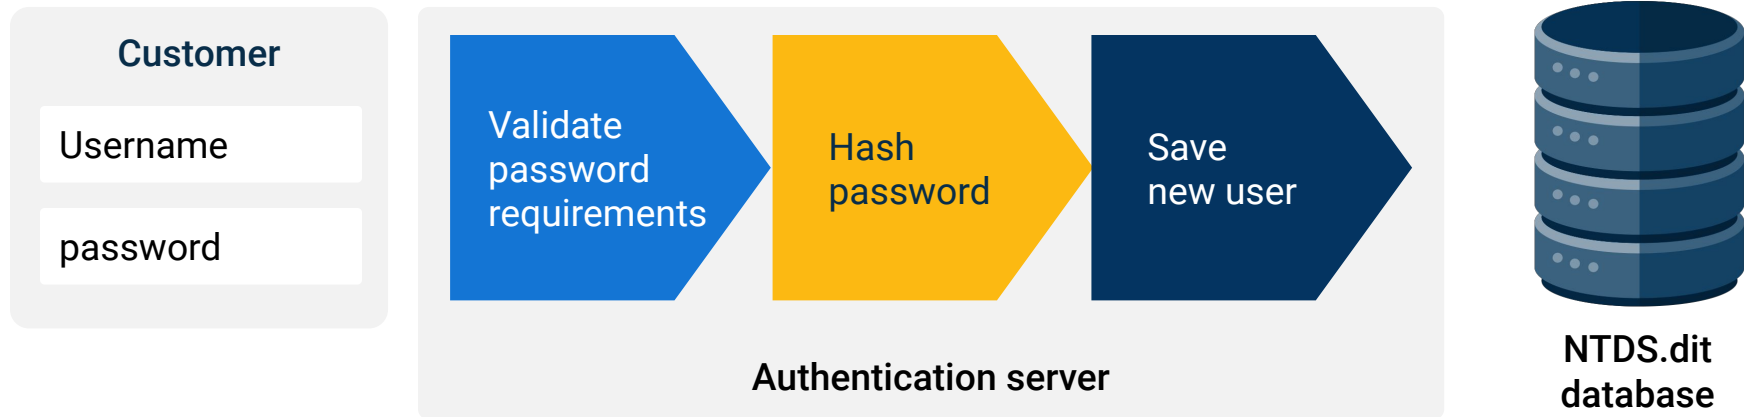 Customer
Username
password
Validate
password
requirements
Hash
password
Save
new user
Authentication server
NTDS.dit
database